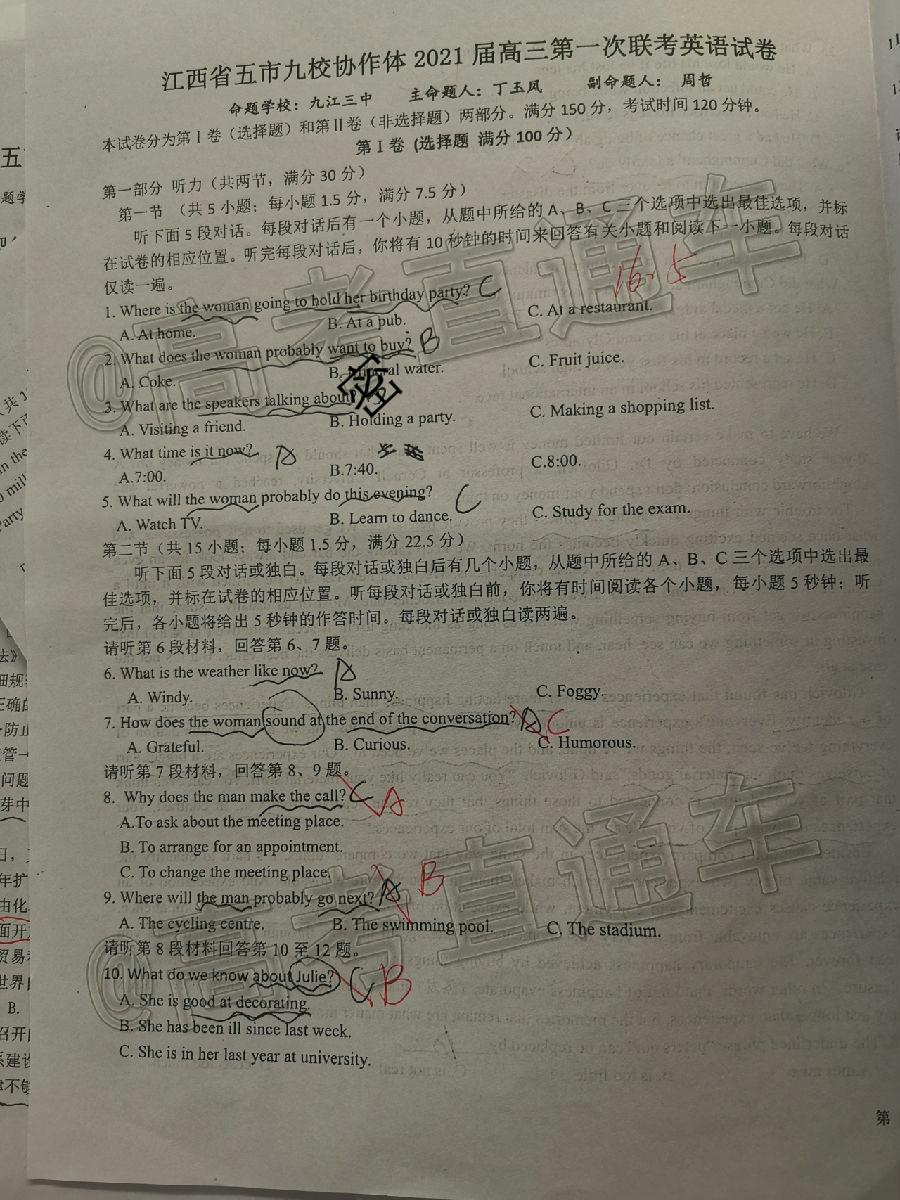 江西省五市九校协作体 2021 届高三第一次联考英语试卷
命题学校：九江三中 主命题人：丁玉凤 副命题人： 周哲
本试卷分为第Ⅰ卷（选择题）和第Ⅱ卷（非选择题）两部分。满分 150 分，考试时间 120 分钟。
第Ⅰ卷 (选择题 满分 100 分)
第一部分 听力（共两节，满分 30 分）
第一节 （共 5 小题；每小题 1.5 分，满分 7.5 分）
听下面 5 段对话。每段对话后有一个小题，从题中所给的 A、B、C 三个选项中选出最佳选项，并标
在试卷的相应位置。听完每段对话后，你将有 10 秒钟的时间来回答有关小题和阅读下一小题。每段对话
仅读一遍。
16.5
1. Where is the woman going to hold her birthday party? C
A. At home. B. At a pub. C. At a restaurant.
2. What does the woman probably want to buy? B
A. Coke. B. Mineral water. C. Fruit juice.
3. What are the speakers talking about
密
A. Visiting a friend. B. Holding a party. C. Making a shopping list.
4. What time is it now? A
A.7:00. B.7:40. C.8:00.
5. What will the woman probably do this evening? C
A. Watch TV. B. Learn to dance. C. Study for the exam.
第二节（共 15 小题；每小题 1.5 分，满分 22.5 分）
听下面 5 段对话或独白。每段对话或独白后有几个小题，从题中所给的 A、B、C 三个选项中选出最
佳选项，并标在试卷的相应位置。听每段对话或独白前，你将有时间阅读各个小题，每小题 5 秒钟；听
完后，各小题将给出 5 秒钟的作答时间。每段对话或独白读两遍。
请听第 6 段材料，回答第 6、7 题。
6. What is the weather like now? A
A. Windy. B. Sunny. C. Foggy.
7. How does the woman sound at the end of the conversation? A C
A. Grateful. B. Curious. C. Humorous.
请听第 7 段材料，回答第 8、9 题。
8. Why does the man make the call? C A
A.To ask about the meeting place.
B. To arrange for an appointment.
C. To change the meeting place.
9. Where will the man probably go next? A B
A. The cycling centre. B. The swimming pool. C. The stadium.
请听第 8 段材料回答第 10 至 12 题。
10. What do we know about Julie? C B
A. She is good at decorating.
B. She has been ill since last week.
C. She is in her last year at university.
第
@高考直通车
@高考直通车